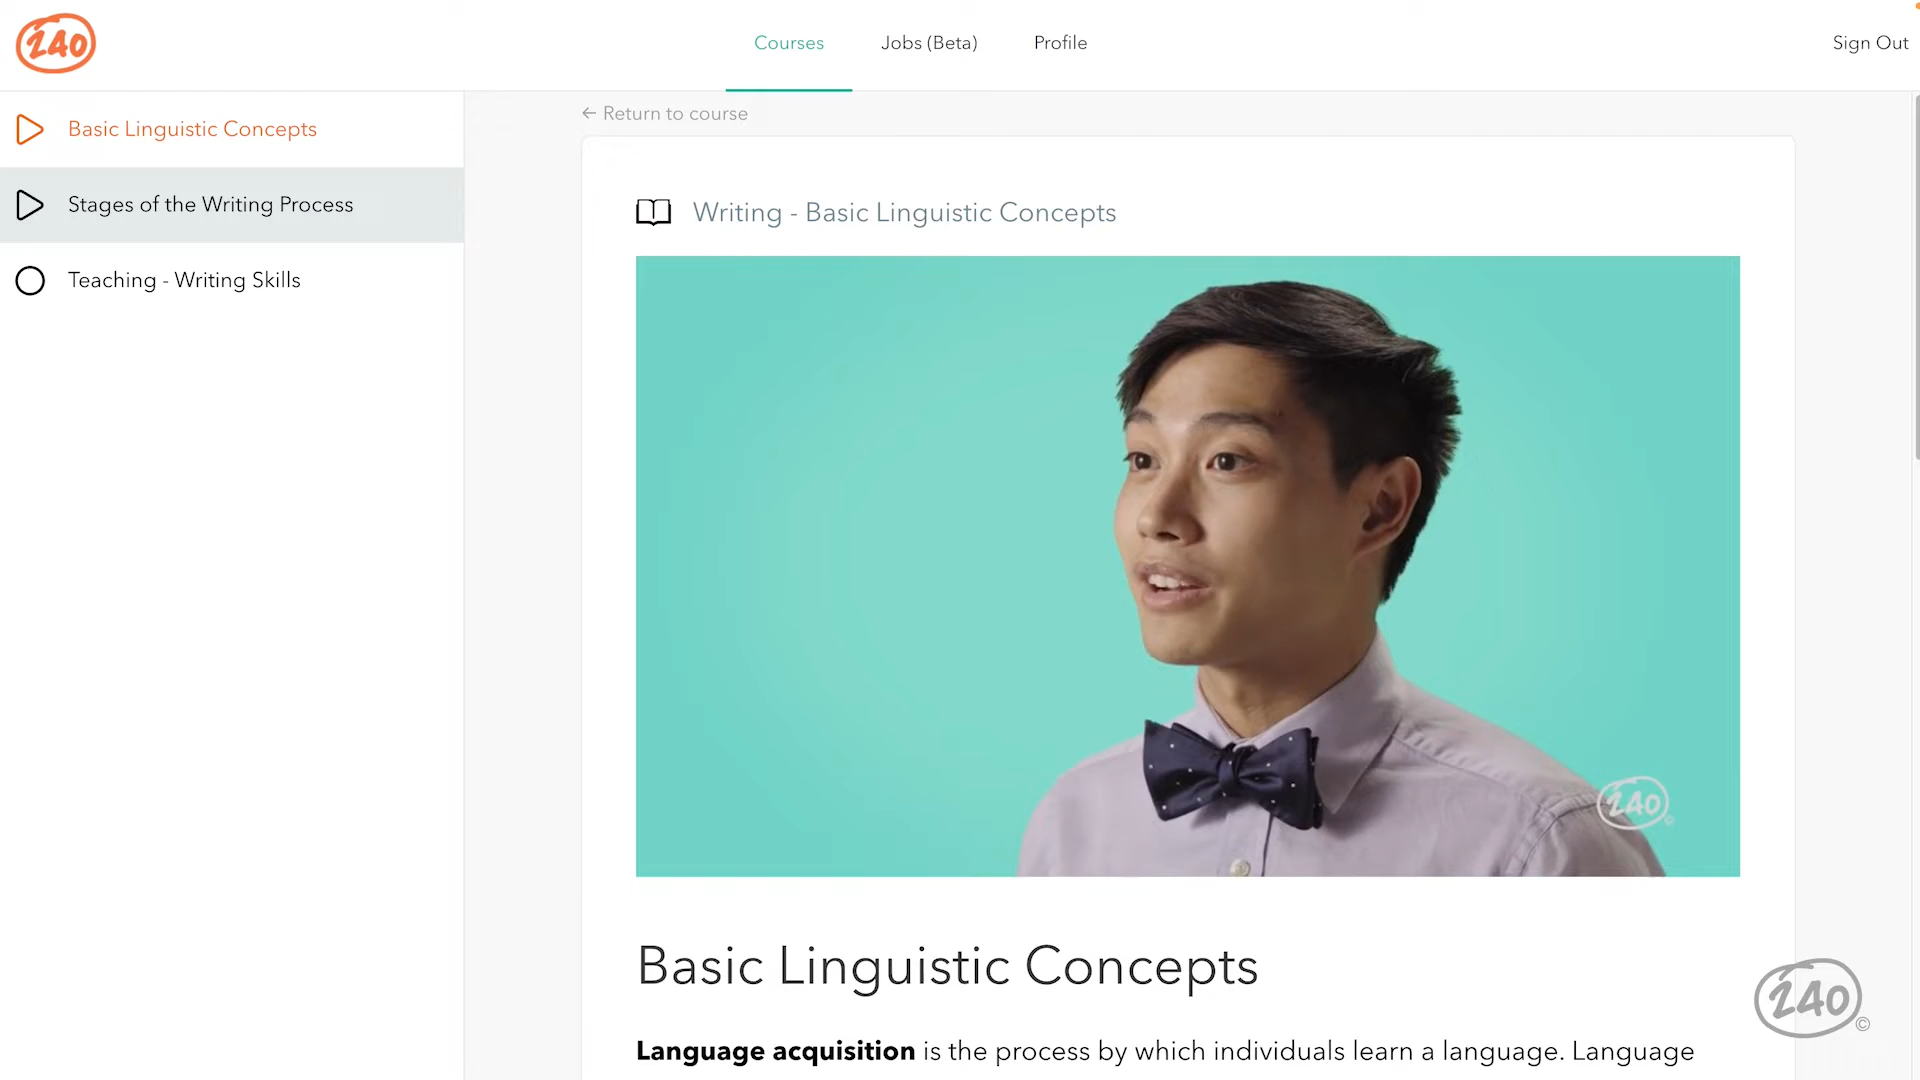 240
Courses
Jobs (Beta)
Profile
Sign Out
Basic Linguistic Concepts
Stages of the Writing Process
Teaching - Writing Skills
← Return to course
Writing - Basic Linguistic Concepts
240©
Basic Linguistic Concepts
Language acquisition is the process by which individuals learn a language. Language
240©